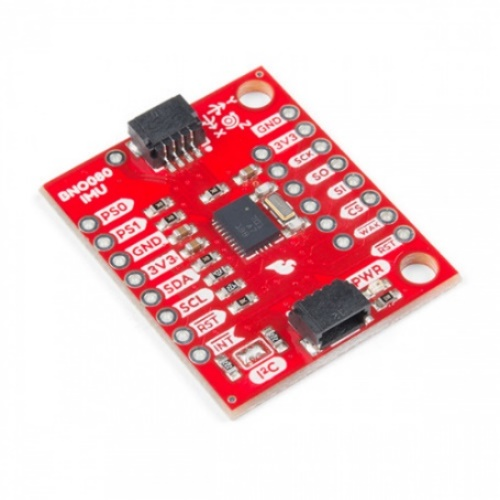 BNO080
IMU
Y
X
Z
PS0
PS1
GND
3V3
SDA
SCL
RST
INT
I²C
GND
3V3
SCK
SO
SI
CS
WAK
RST
PWR